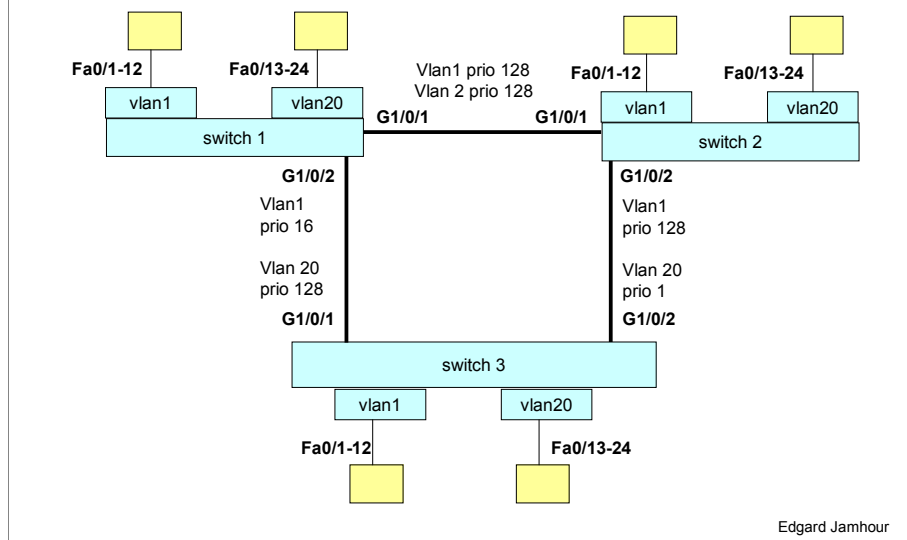 Fa0/1-12
Fa0/13-24
Vlan1 prio 128
Vlan 2 prio 128
Fa0/1-12
Fa0/13-24
vlan1
vlan20
vlan1
vlan20
G1/0/1
G1/0/1
switch 1
switch 2
G1/0/2
G1/0/2
Vlan1
prio 16
Vlan1
prio 128
Vlan 20
prio 128
Vlan 20
prio 1
G1/0/1
G1/0/2
switch 3
vlan1
vlan20
Fa0/1-12
Fa0/13-24
Edgard Jamhour